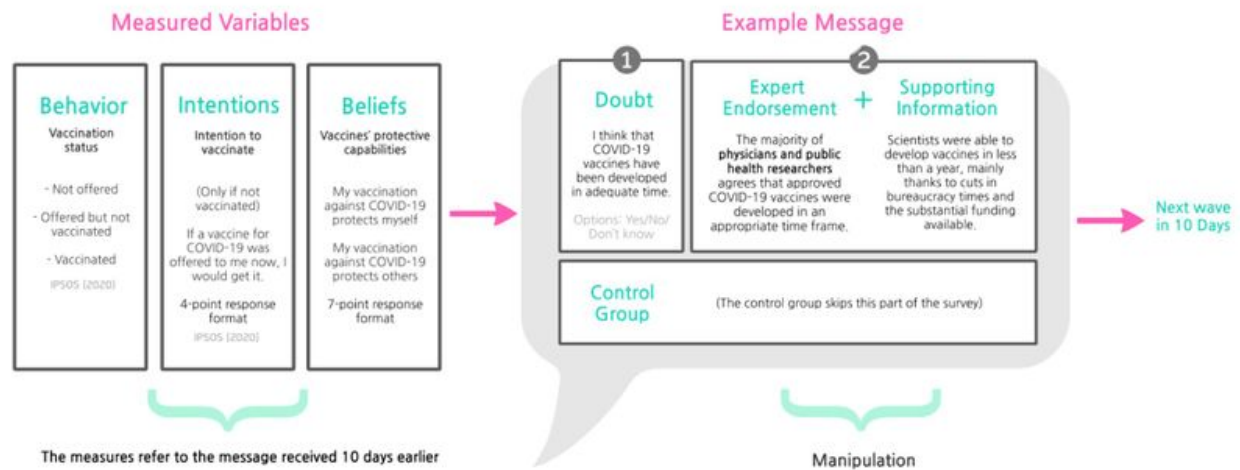 Measured Variables
Example Message
Behavior
Vaccination
status
- Not offered
- Offered but not
vaccinated
- Vaccinated
IPSOS [2020]
Intentions
Intention to
vaccinate
(Only if not
vaccinated)
If a vaccine for
COVID-19 was
offered to me now, I
would get it.
4-point response
format
IPSOS [2020]
Beliefs
Vaccines' protective
capabilities
My vaccination
against COVID-19
protects myself
My vaccination
against COVID-19
protects others
7-point response
format
1
Doubt
I think that
COVID-19
vaccines have
been developed
in adequate time.
Options: Yes/No/
Don't know
2
Expert
Endorsement
The majority of
physicians and public
health researchers
agrees that approved
COVID-19 vaccines were
developed in an
appropriate time frame.
+
Supporting
Information
Scientists were able to
develop vaccines in less
than a year, mainly
thanks to cuts in
bureaucracy times and
the substantial funding
available.
Control
Group
(The control group skips this part of the survey)
Next wave
in 10 Days
The measures refer to the message received 10 days earlier
Manipulation